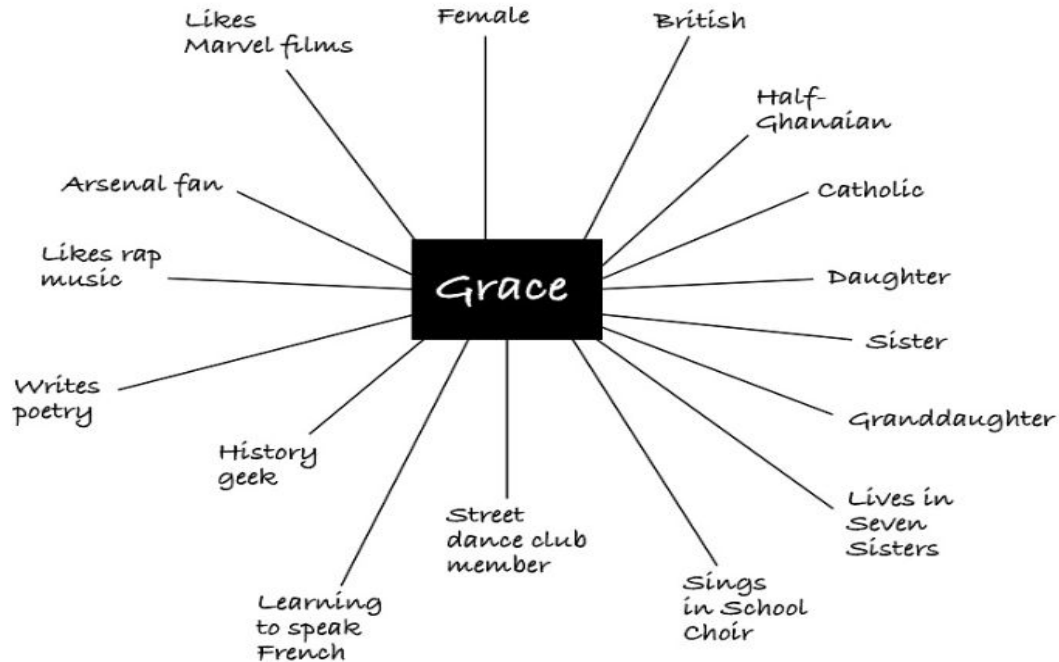 Likes
Marvel films
Female
British
Half-
Ghanaian
Arsenal fan
Catholic
Likes rap
music
Grace
Daughter
Sister
Writes
poetry
Granddaughter
History
geek
Lives in
Seven
Sisters
Street
dance club
member
Sings
in School
Choir
Learning
to speak
French